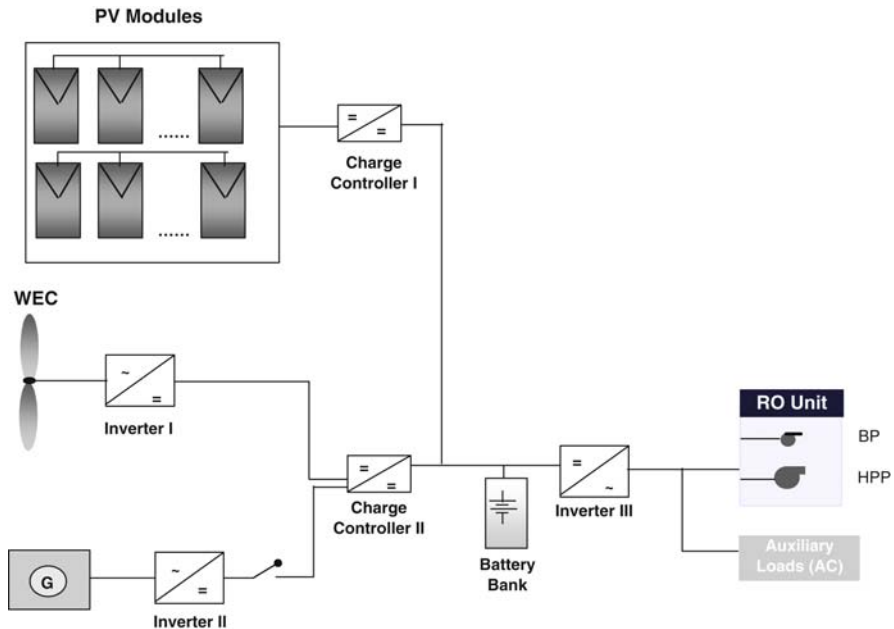 PV Modules
......
......
=
=
Charge
Controller I
WEC
~
=
Inverter I
=
=
Charge
Controller II
G
~
=
Inverter II
Battery
Bank
=
~
Inverter III
RO Unit
BP
HPP
Auxiliary
Loads (AC)